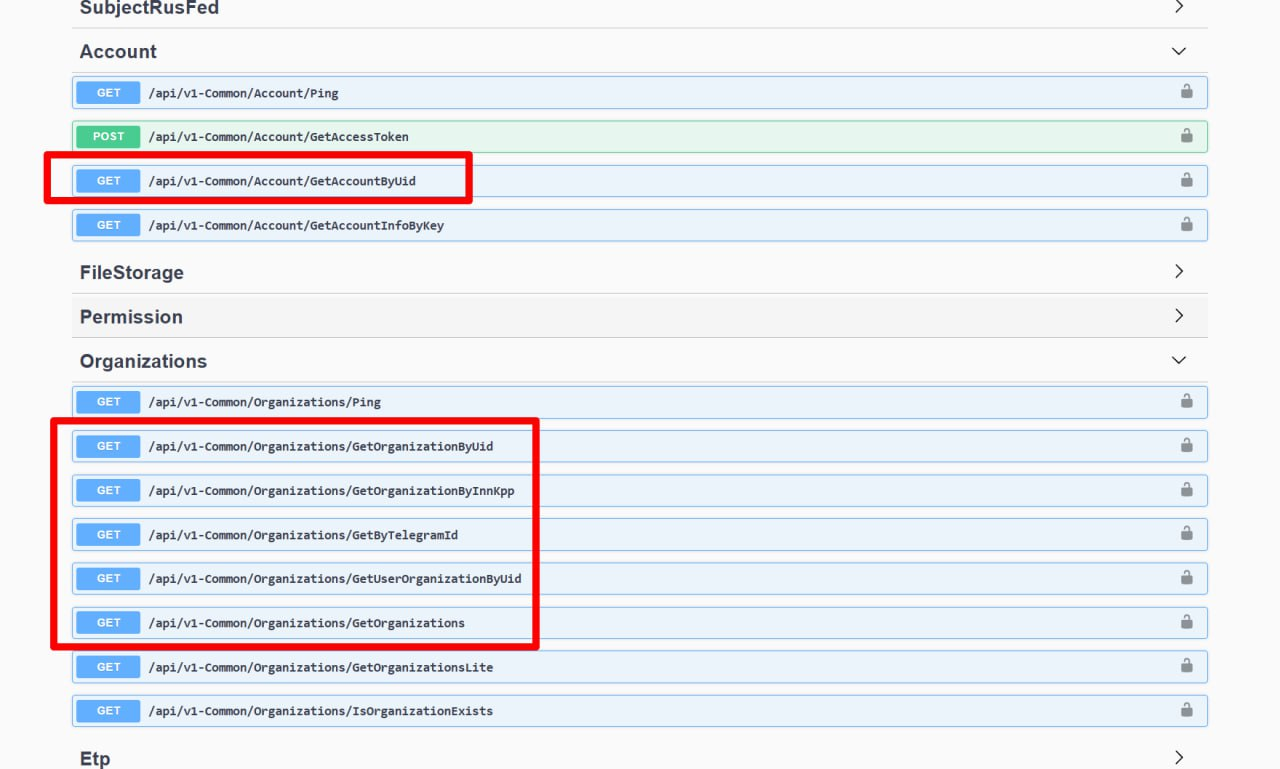 SubjectRusFed
Account
GET /api/v1-Common/Account/Ping
POST /api/v1-Common/Account/GetAccessToken
GET /api/v1-Common/Account/GetAccountByUid
GET /api/v1-Common/Account/GetAccountInfoByKey
FileStorage
Permission
Organizations
GET /api/v1-Common/Organizations/Ping
GET /api/v1-Common/Organizations/GetOrganizationByUid
GET /api/v1-Common/Organizations/GetOrganizationByInnKpp
GET /api/v1-Common/Organizations/GetByTelegramId
GET /api/v1-Common/Organizations/GetUserOrganizationByUid
GET /api/v1-Common/Organizations/GetOrganizations
GET /api/v1-Common/Organizations/GetOrganizationsLite
GET /api/v1-Common/Organizations/IsOrganizationExists
Etp